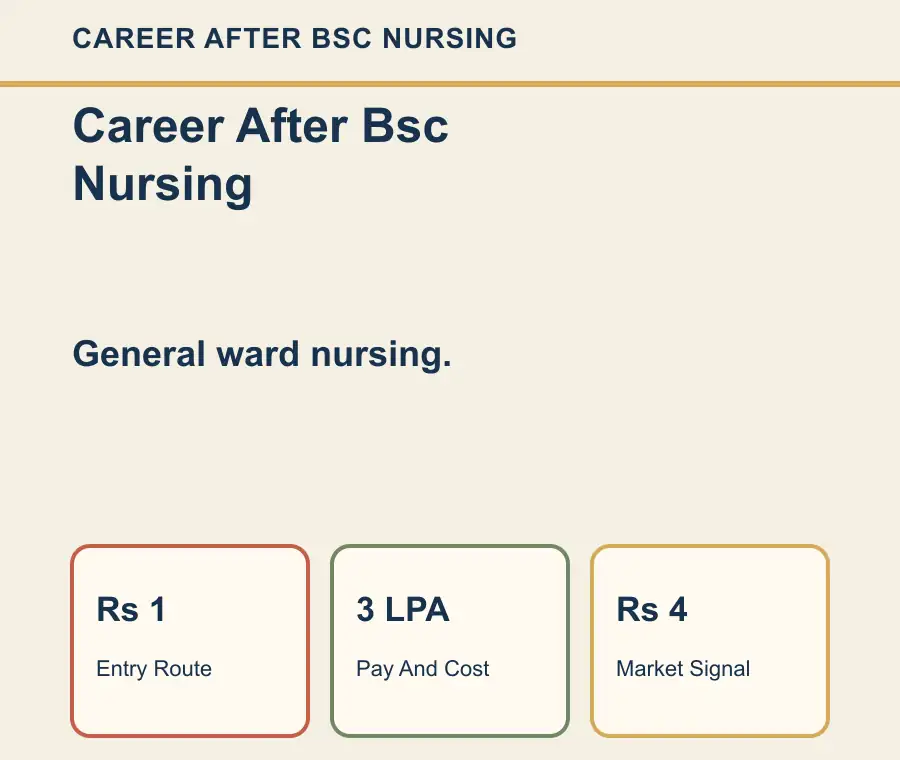 CAREER AFTER BSC NURSING
Career After Bsc
Nursing
General ward nursing.
Rs 1
Entry Route
3 LPA
Pay And Cost
Rs 4
Market Signal